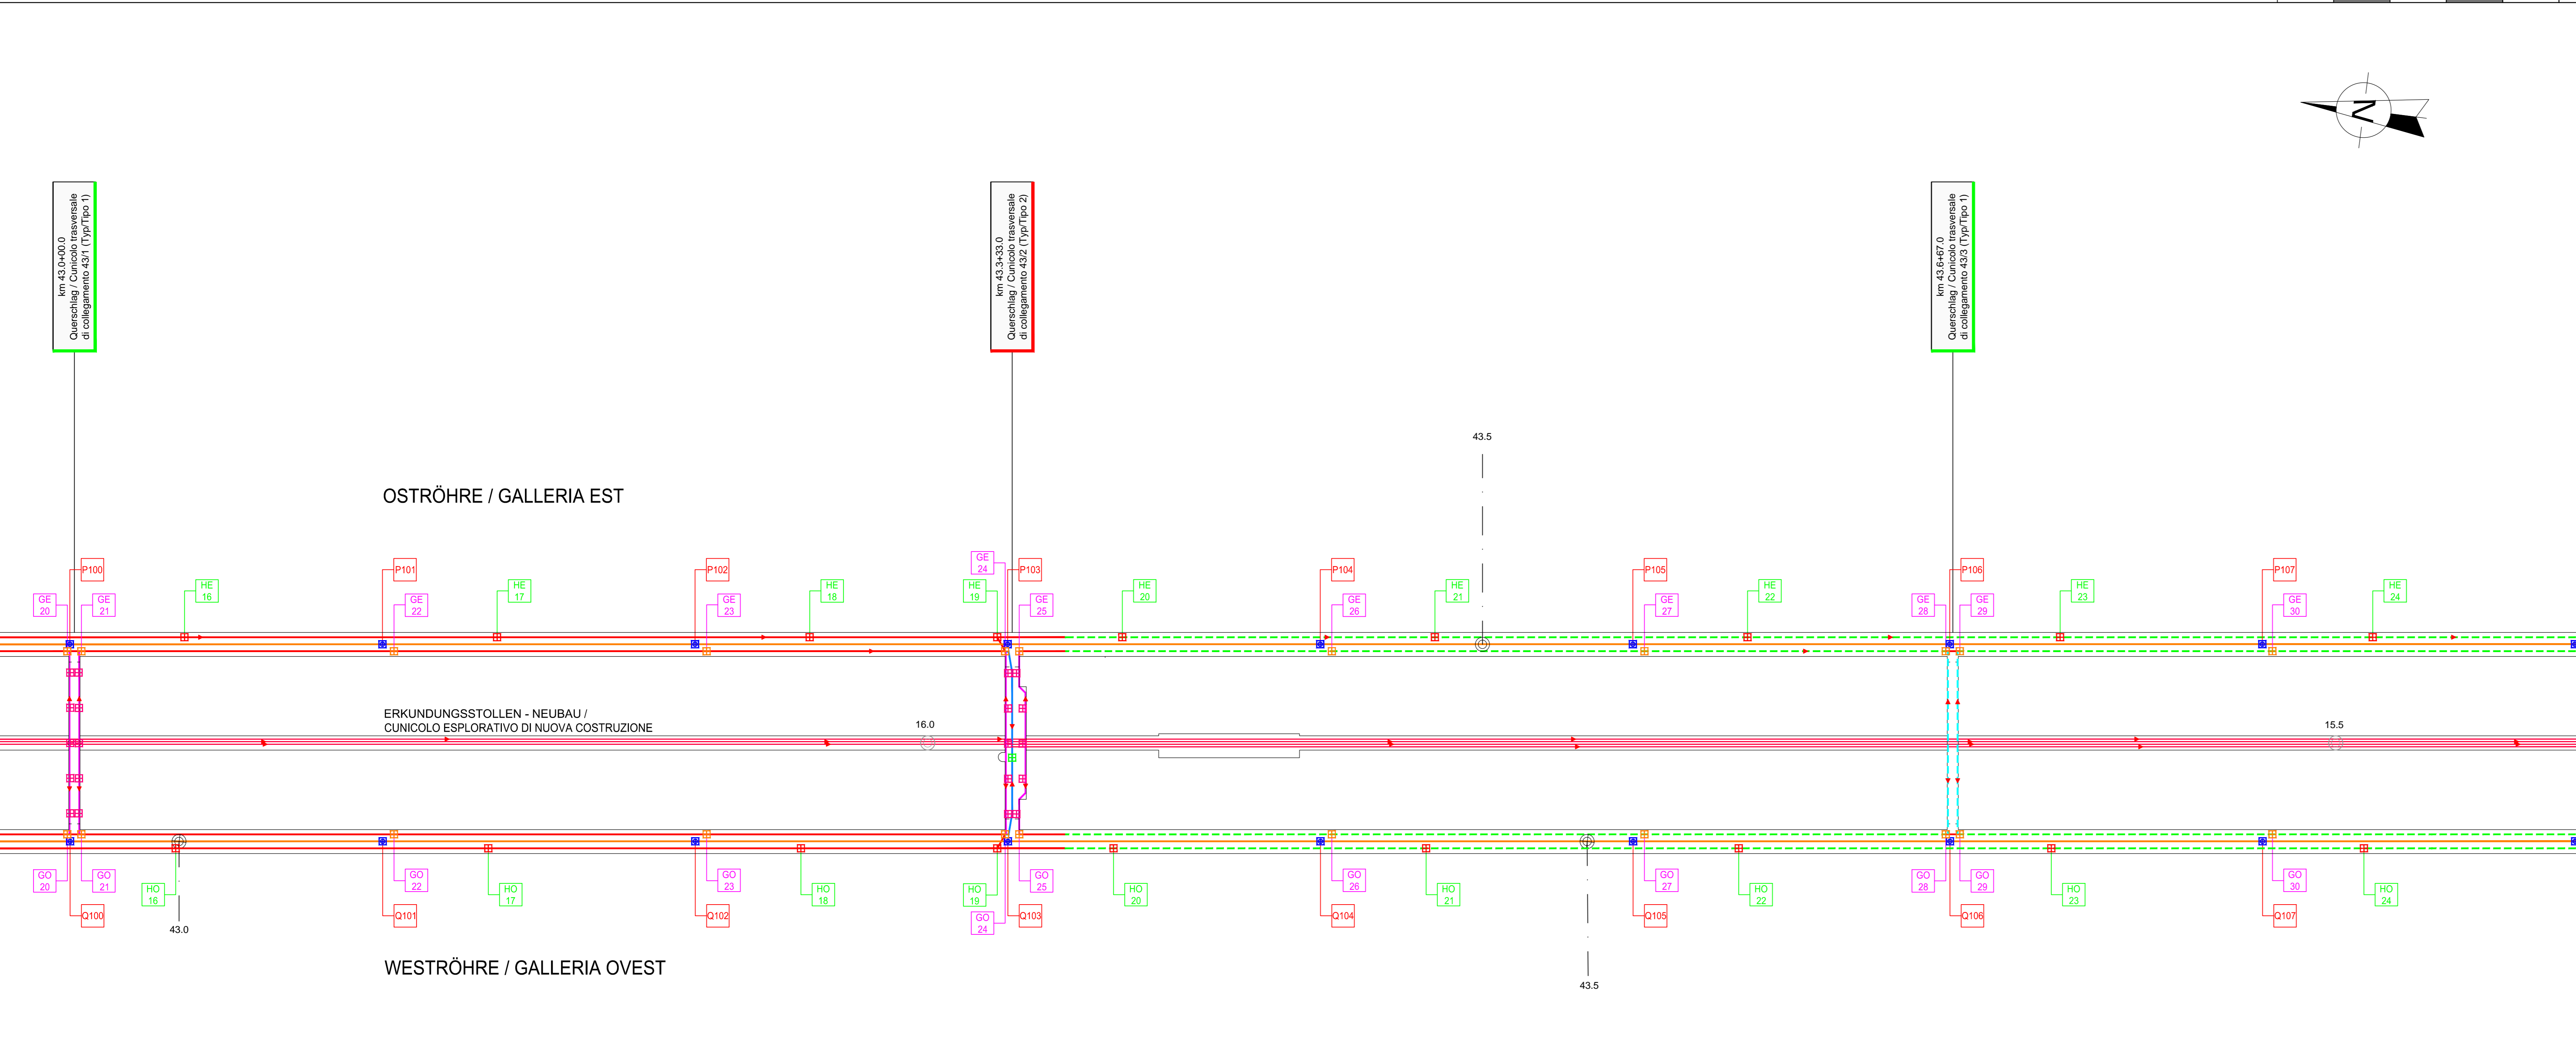 N
km 43.0+00.0
Querschlag / Cunicolo trasversale
di collegamento 43/1 (Typ/Tipo 1)
km 43.3+33.0
Querschlag / Cunicolo trasversale
di collegamento 43/2 (Typ/Tipo 2)
km 43.6+67.0
Querschlag / Cunicolo trasversale
di collegamento 43/3 (Typ/Tipo 1)
43.5
OSTRÖHRE / GALLERIA EST
GE
20
P100
GE
21
HE
16
P101
GE
22
HE
17
P102
GE
23
HE
18
GE
24
HE
19
P103
GE
25
HE
20
P104
GE
26
HE
21
P105
GE
27
HE
22
GE
28
P106
GE
29
HE
23
P107
GE
30
HE
24
ERKUNDUNGSSTOLLEN - NEUBAU /
CUNICOLO ESPLORATIVO DI NUOVA COSTRUZIONE
16.0
15.5
GO
20
GO
21
Q100
HO
16
43.0
GO
22
Q101
HO
17
GO
23
Q102
HO
18
HO
19
GO
24
GO
25
Q103
HO
20
GO
26
Q104
HO
21
GO
27
Q105
HO
22
GO
28
GO
29
Q106
HO
23
GO
30
Q107
HO
24
WESTRÖHRE / GALLERIA OVEST
43.5